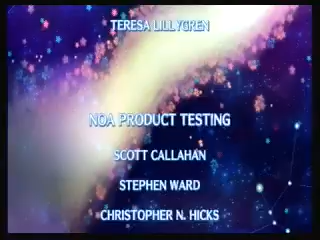 TERESA LILLYGREN
NOA PRODUCT TESTING
SCOTT CALLAHAN
STEPHEN WARD
CHRISTOPHER N. HICKS